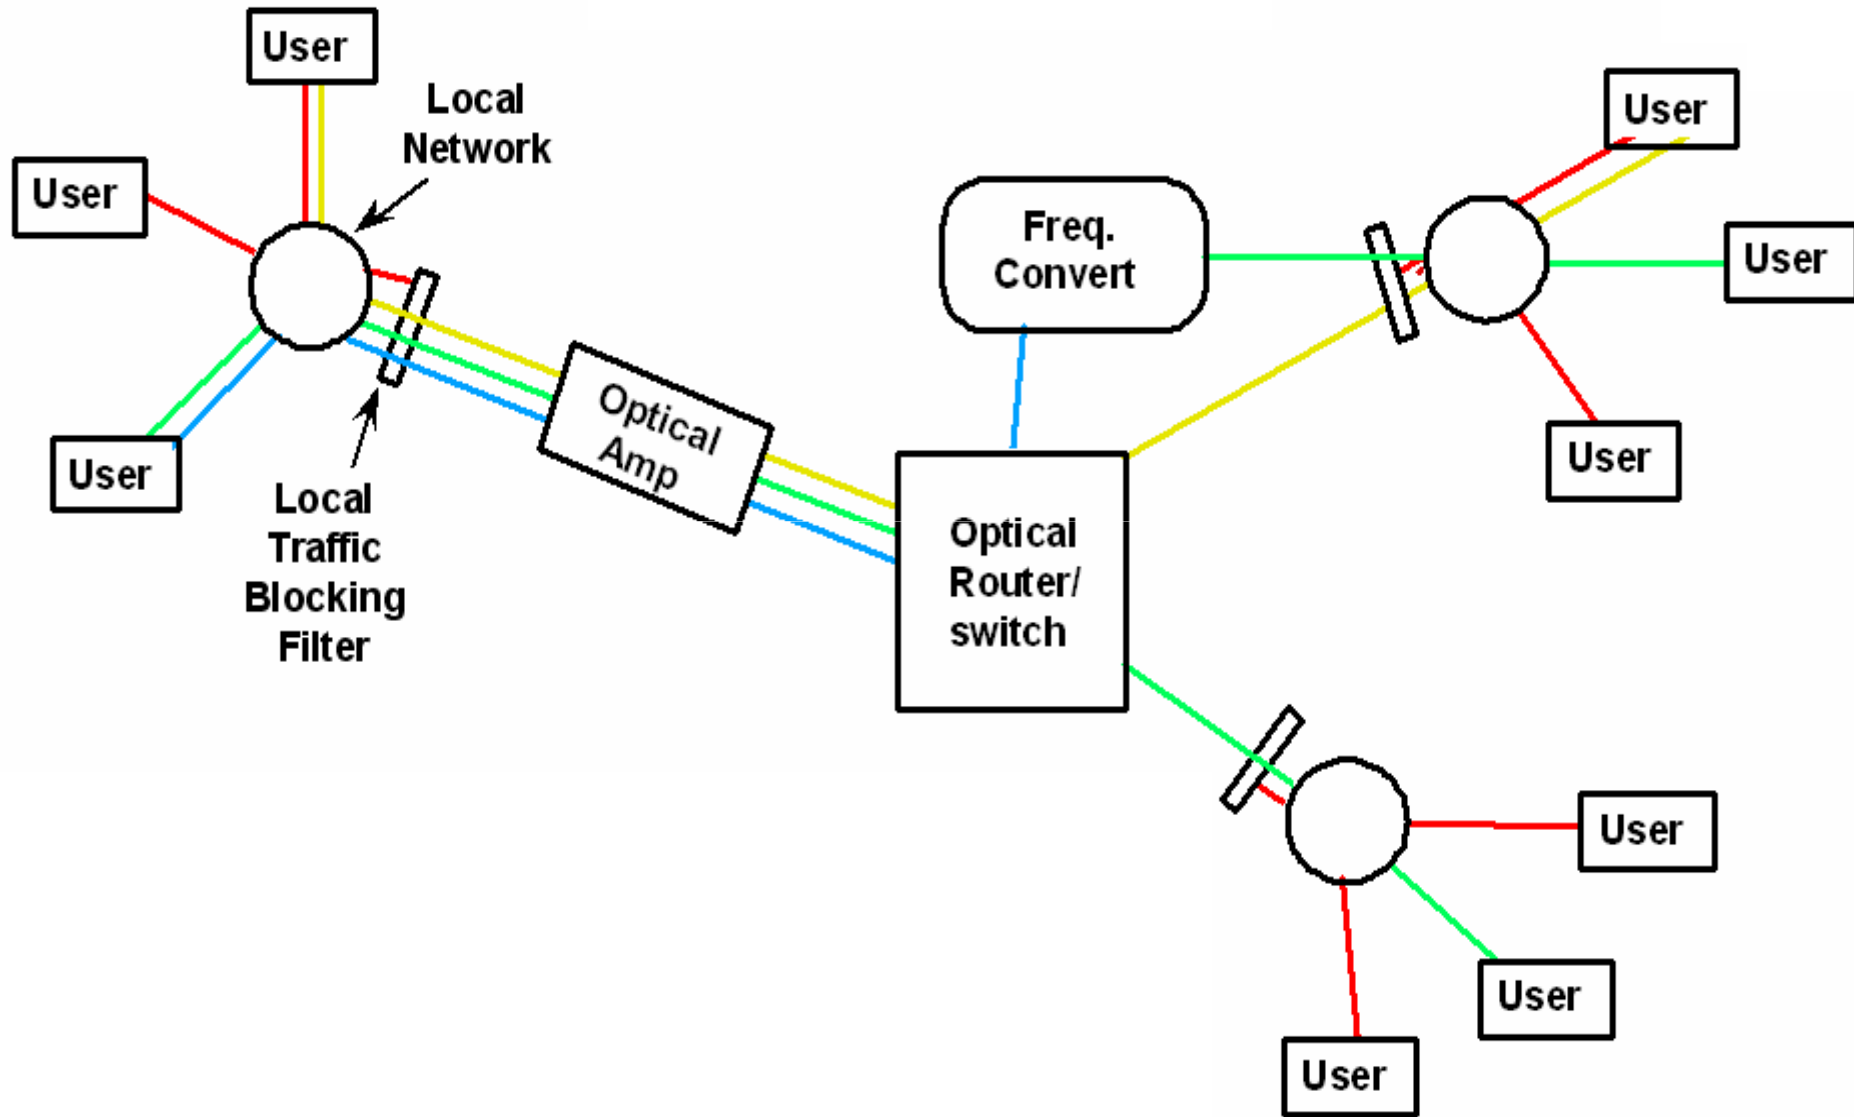 User
Local
Network
User
User
Local
Traffic
Blocking
Filter
Optical
Amp
Freq.
Convert
Optical
Router/
switch
User
User
User
User
User
User